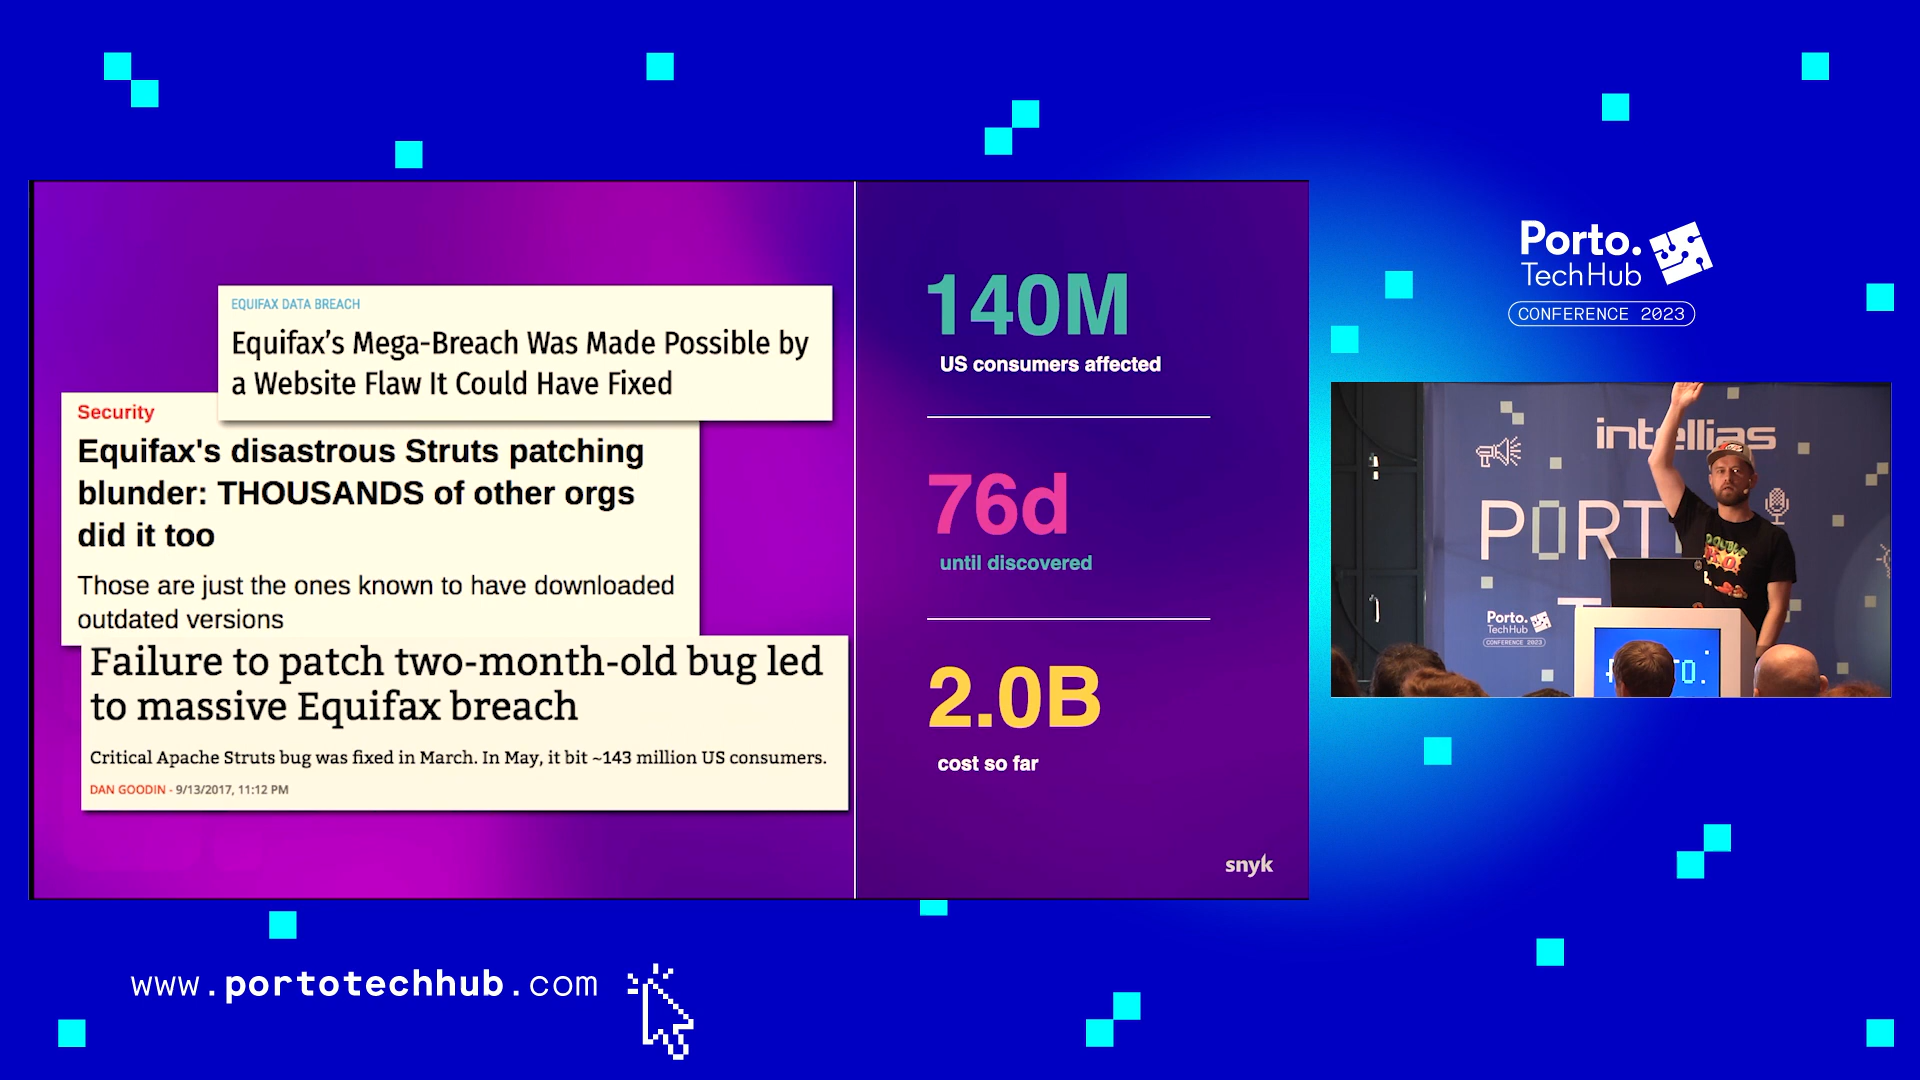 EQUIFAX DATA BREACH
Equifax's Mega-Breach Was Made Possible by
a Website Flaw It Could Have Fixed
Security
Equifax's disastrous Struts patching
blunder: THOUSANDS of other orgs
did it too
Those are just the ones known to have downloaded
outdated versions
Failure to patch two-month-old bug led
to massive Equifax breach
Critical Apache Struts bug was fixed in March. In May, it bit ~143 million US consumers.
DAN GOODIN - 9/13/2017, 11:12 PM
140M
US consumers affected
76d
until discovered
2.0B
cost so far
snyk
Porto.
TechHub
CONFERENCE 2023
intellias
PORT
Porto.
TechHub
CONFERENCE 2023
www.portotechhub.com